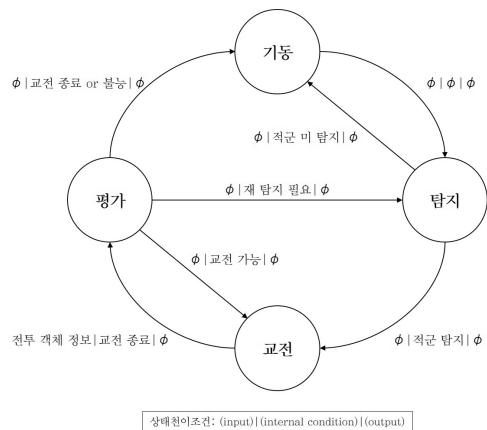 기동
ϕ|교전 종료 or 불능|ϕ
ϕ|ϕ|ϕ
ϕ|적군 미 탐지|ϕ
평가
ϕ|재 탐지 필요|ϕ
탐지
ϕ|교전 가능|ϕ
전투 객체 정보|교전 종료|ϕ
교전
ϕ|적군 탐지|ϕ
상태천이조건: (input)|(internal condition)|(output)